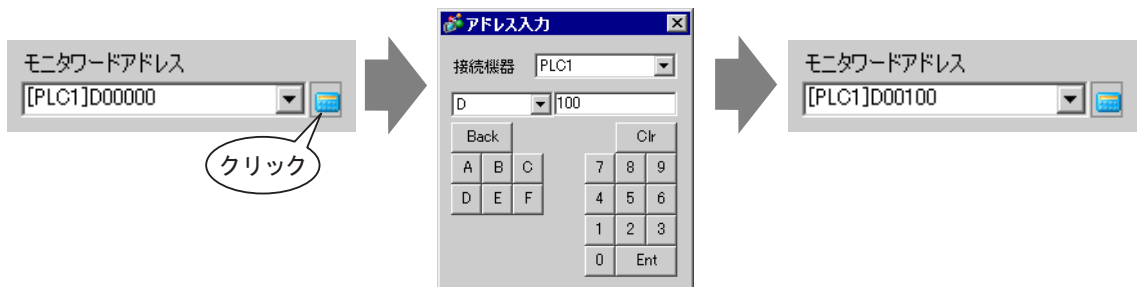 モニタワードアドレス
[PLC1]D00000
クリック
アドレス入力
接続機器 PLC1
D 100
Back Clr
A B C 7 8 9
D E F 4 5 6
1 2 3
0 Ent
モニタワードアドレス
[PLC1]D00100